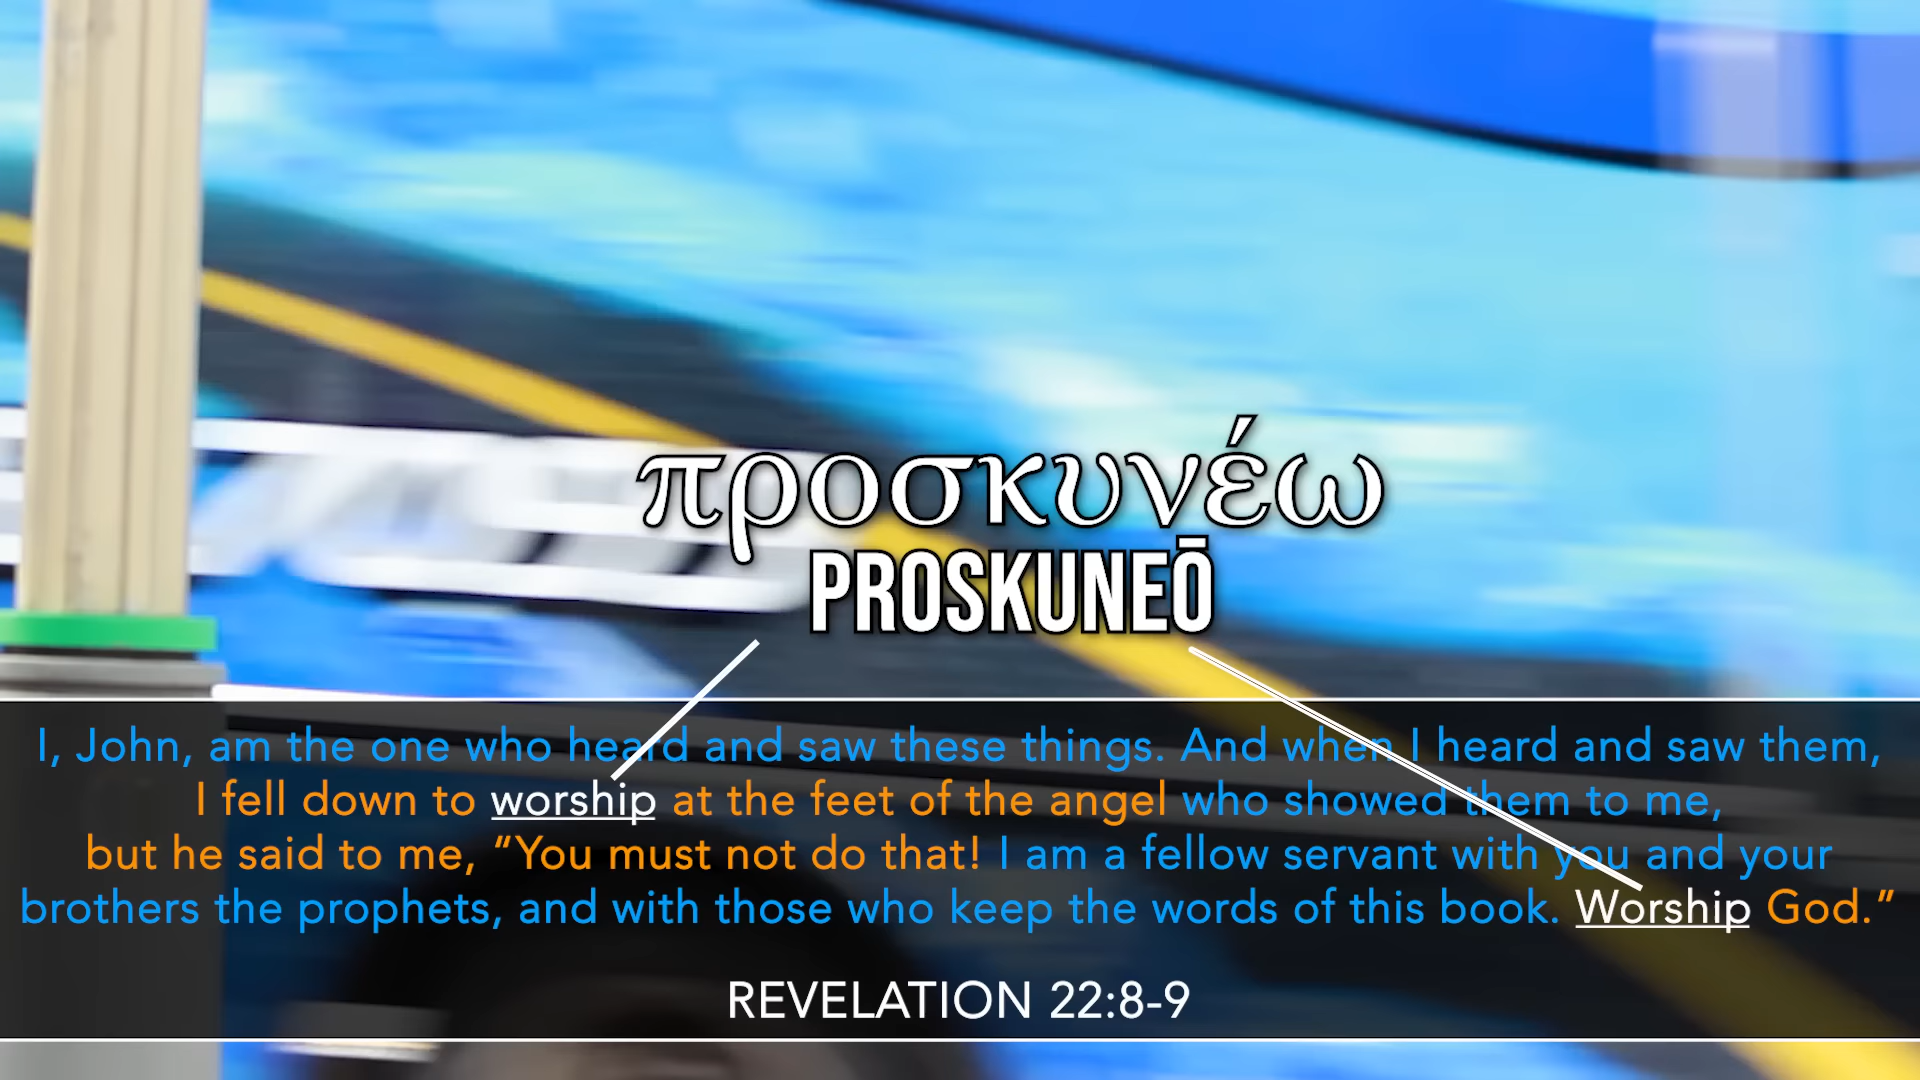 προσκυνέω
PROSKUNEŌ
I, John, am the one who heard and saw these things. And when I heard and saw them,
I fell down to worship at the feet of the angel who showed them to me,
but he said to me, “You must not do that! I am a fellow servant with you and your
brothers the prophets, and with those who keep the words of this book. Worship God.”
REVELATION 22:8-9